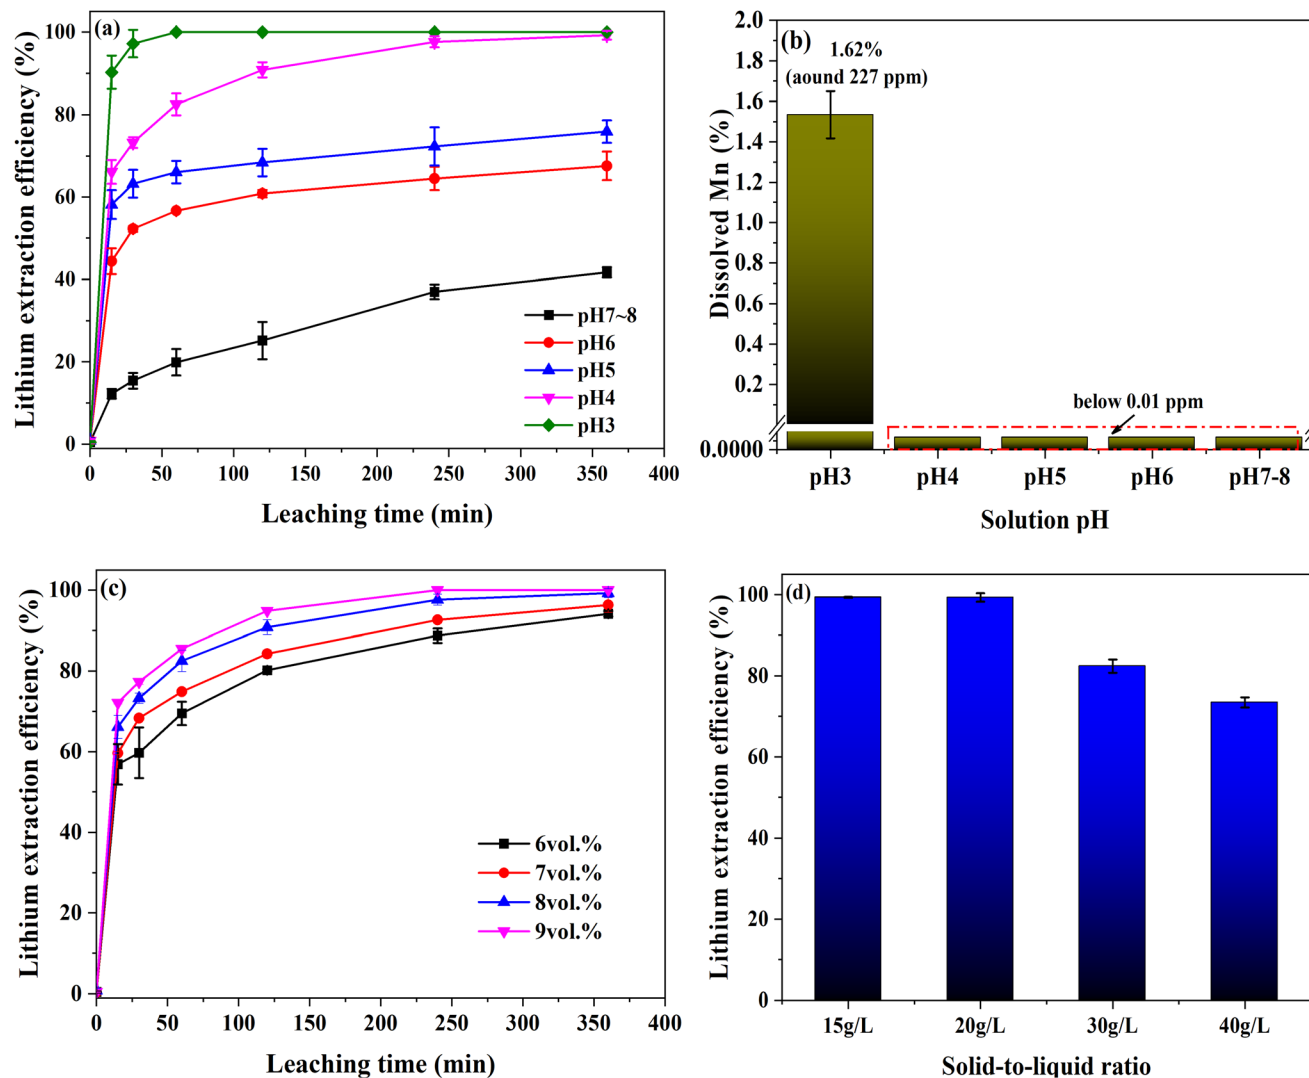 (a)
Lithium extraction efficiency (%)
100
80
60
40
20
0
pH7~8
pH6
pH5
pH4
pH3
0 50 100 150 200 250 300 350 400
Leaching time (min)
(b)
Dissolved Mn (%)
2.0
1.8
1.6
1.4
1.2
1.0
0.8
0.6
0.4
0.2
0.0000
1.62%
(aound 227 ppm)
below 0.01 ppm
pH3 pH4 pH5 pH6 pH7-8
Solution pH
(c)
Lithium extraction efficiency (%)
100
80
60
40
20
0
6vol.%
7vol.%
8vol.%
9vol.%
0 50 100 150 200 250 300 350 400
Leaching time (min)
(d)
Lithium extraction efficiency (%)
100
80
60
40
20
0
15g/L 20g/L 30g/L 40g/L
Solid-to-liquid ratio